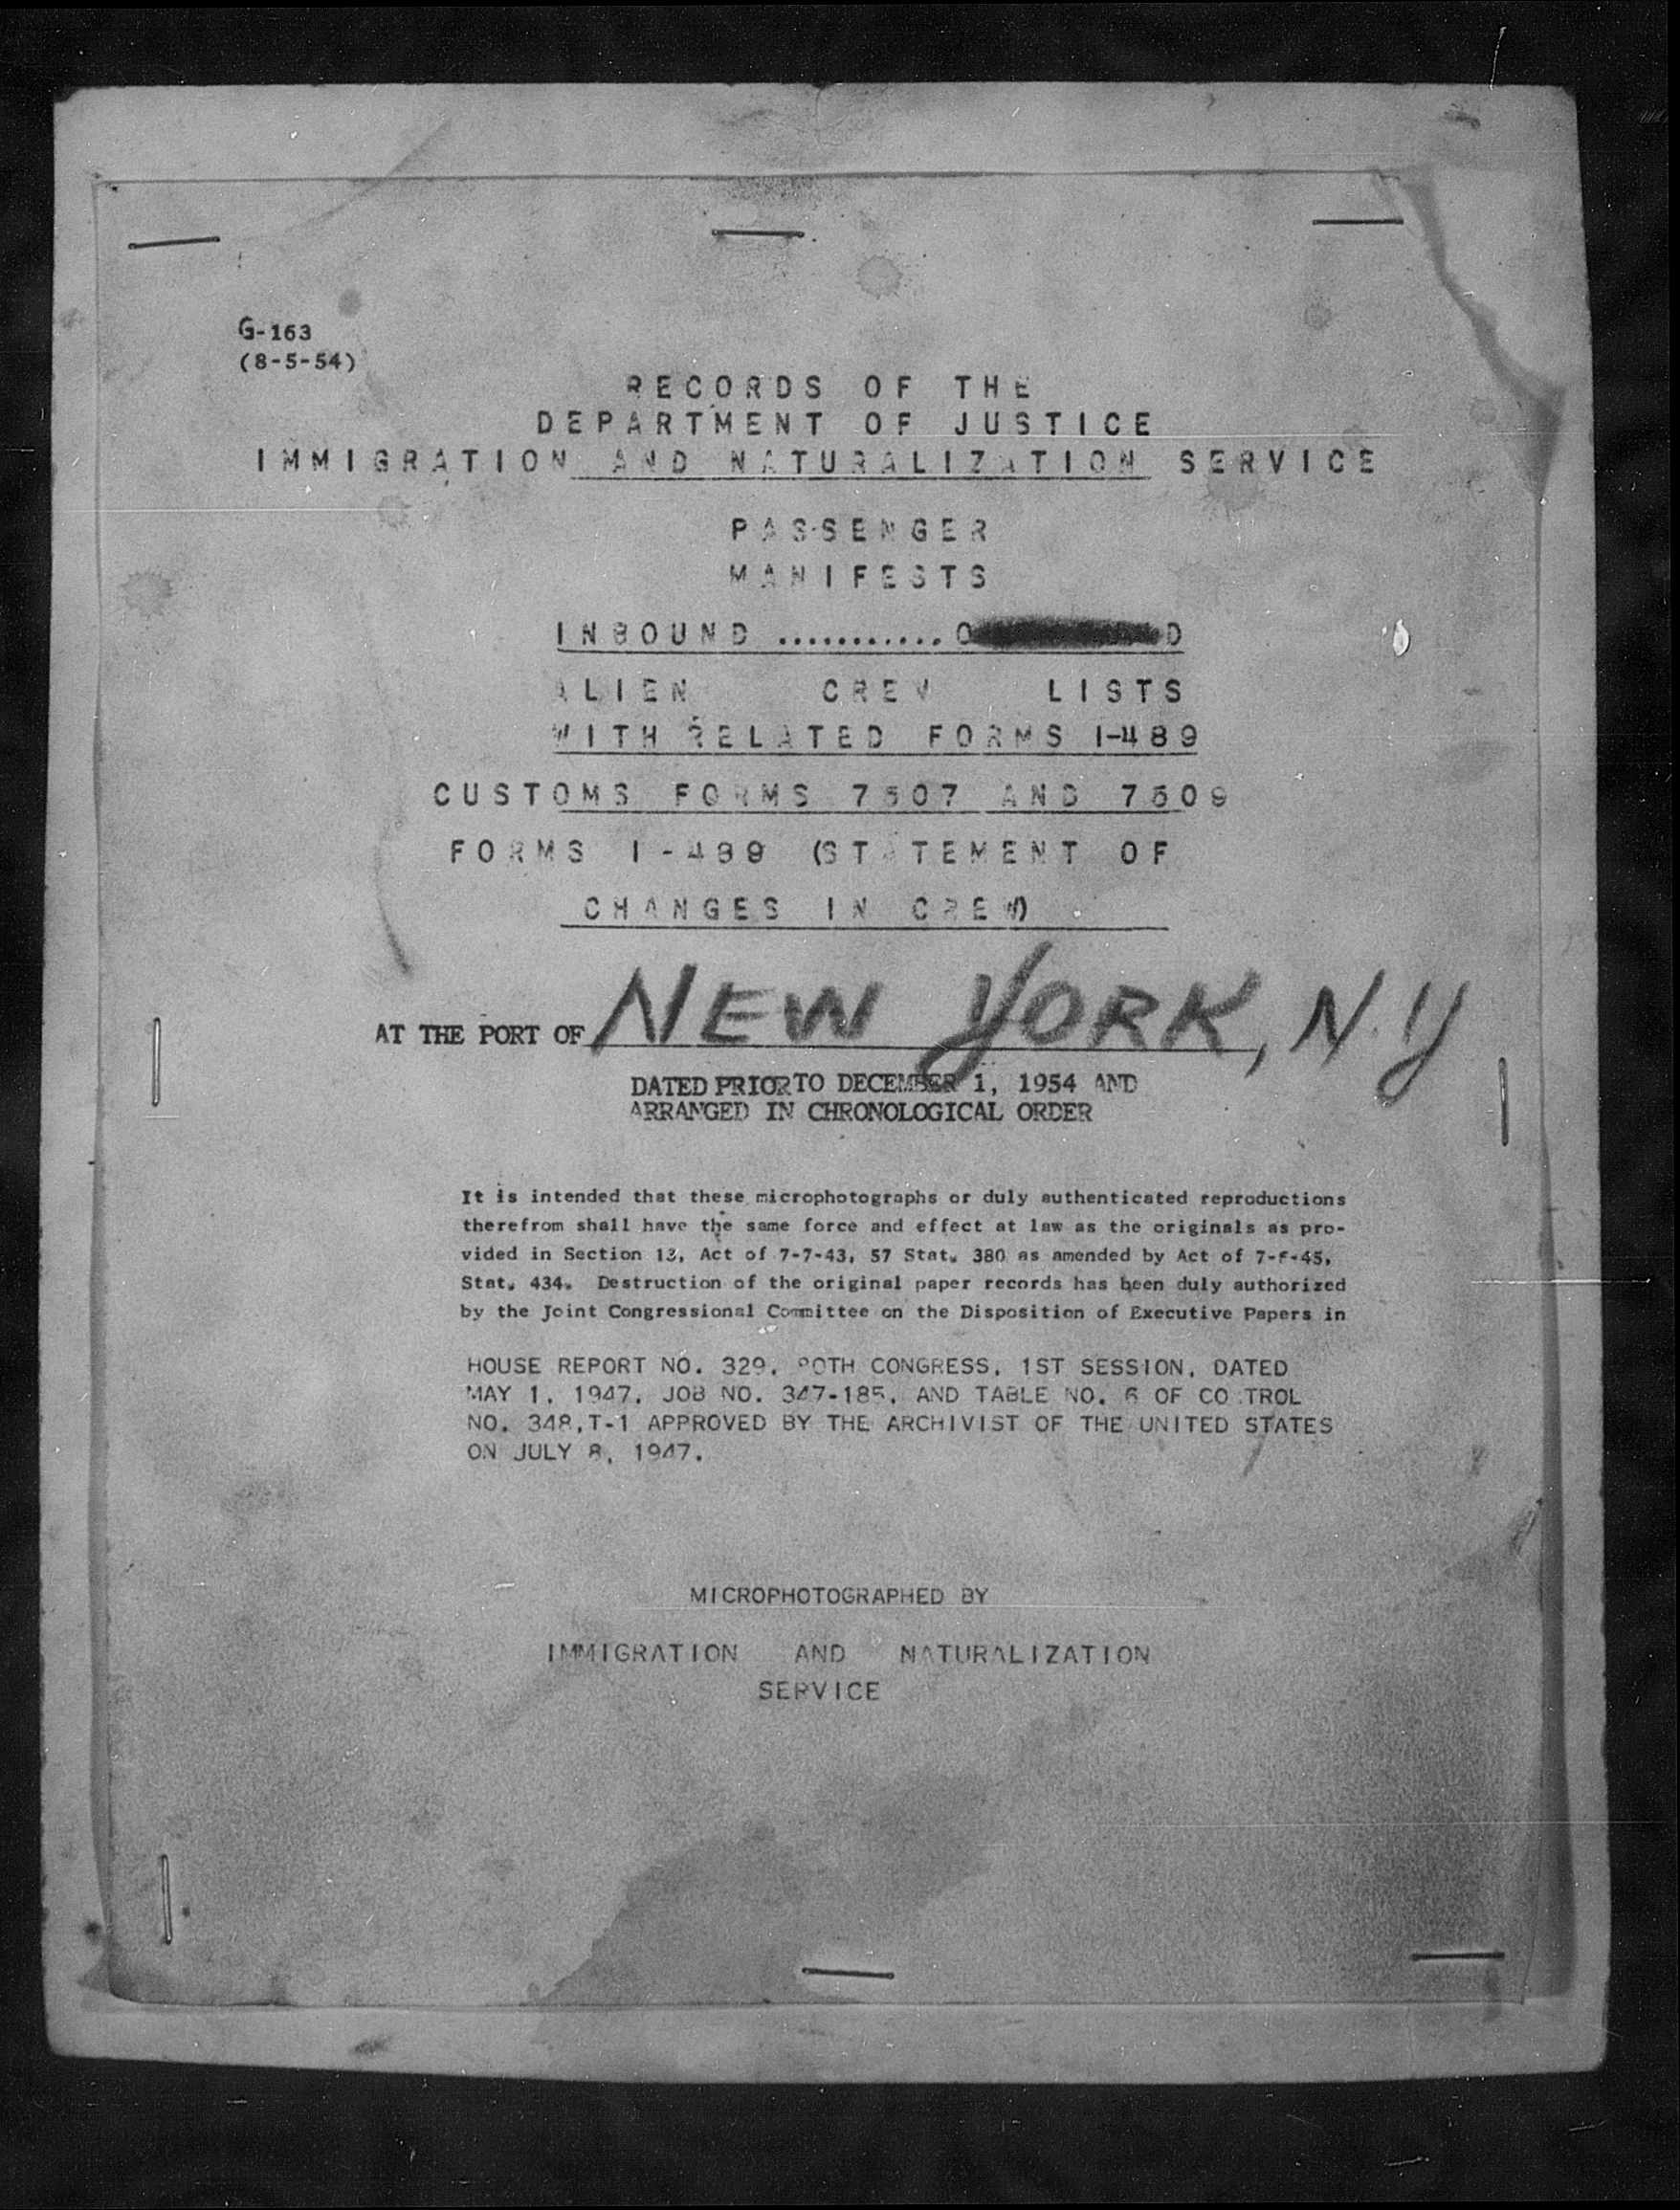 G-163
(8-5-54)
RECORDS OF THE
DEPARTMENT OF JUSTICE
IMMIGRATION AND NATURALIZATION SERVICE
PASSENGER
MANIFESTS
INBOUND ...........
ALIEN CREW LISTS
WITH RELATED FORMS I-489
CUSTOMS FORMS 7507 AND 7509
FORMS I-489 (STATEMENT OF
CHANGES IN CREW)
AT THE PORT OF NEW YORK, N.Y
DATED PRIOR TO DECEMBER 1, 1954 AND
ARRANGED IN CHRONOLOGICAL ORDER
It is intended that these microphotographs or duly authenticated reproductions
therefrom shall have the same force and effect at law as the originals as pro-
vided in Section 13, Act of 7-7-43, 57 Stat. 380 as amended by Act of
Stat. 434. Destruction of the original paper records has been duly authorized
by the Joint Congressional Committee on the Disposition of Executive Papers in
HOUSE REPORT NO. 329, 80TH CONGRESS, 1ST SESSION, DATED
MAY 1, 1947, JOB NO. 347-185, AND TABLE NO. 6 OF CO TROL
NO. 348,T-1 APPROVED BY THE ARCHIVIST OF THE UNITED STATES
ON JULY 8, 1947.
MICROPHOTOGRAPHED BY
IMMIGRATION AND NATURALIZATION
SERVICE